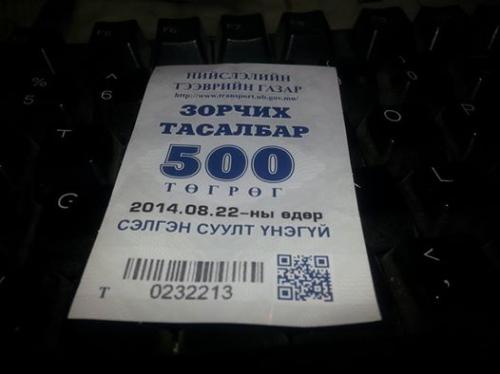 НИЙСЛЭЛИЙН
ТЭЭВРИЙН ГАЗАР
http://www.transport.ub.gov.mn/
ЗОРЧИХ
ТАСАЛБАР
500
ТӨГРӨГ
2014.08.22-ны өдөр
СЭЛГЭН СУУЛТ ҮНЭГҮЙ
Т 0232213